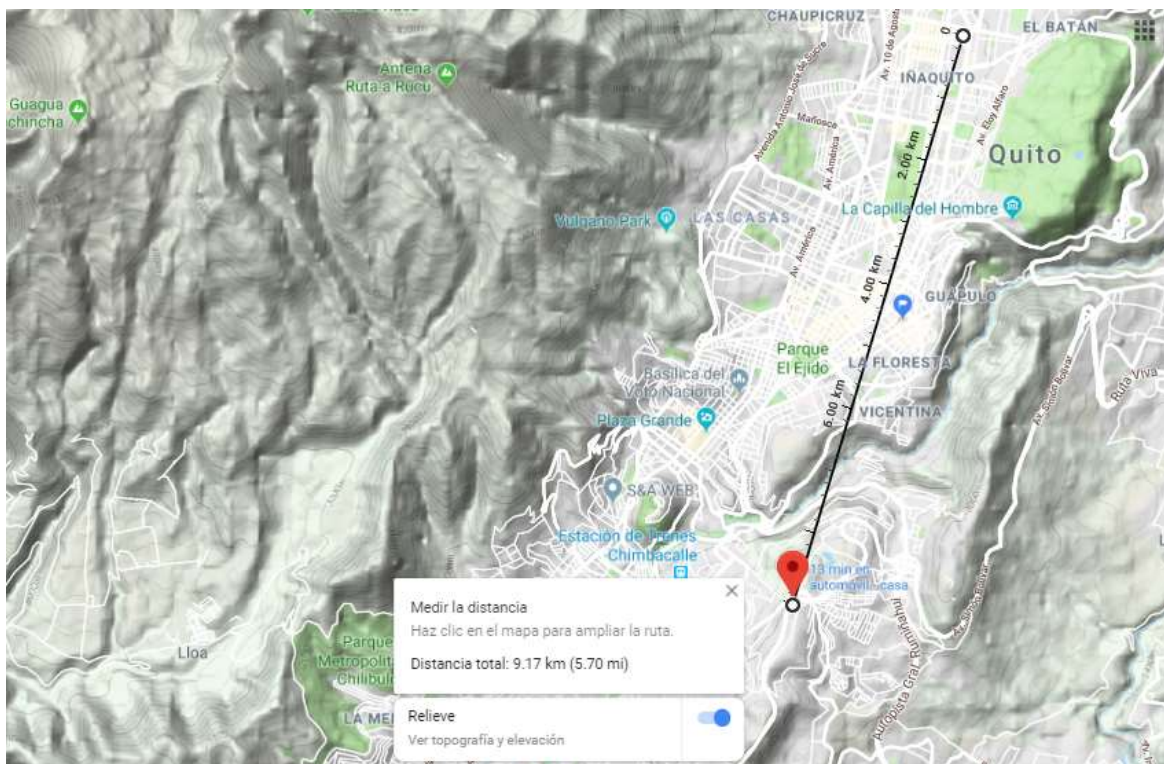 CHAUPICRUZ
EL BATÁN
0
Antena
Ruta a Rucu
Guagua
chincha
Avenida Antonio José de Sucre
Av. 10 de Agosto
IÑAQUITO
Mañosca
Av. América
Av. Eloy Alfaro
2.00 km
Quito
La Capilla del Hombre
Vulqano Park
LAS CASAS
Av. América
4.00 km
GUÁPULO
Parque
El Ejido
LA FLORESTA
Basílica del
Voto Nacional
Plaza Grande
VICENTINA
Av. Simón Bolívar
Ruta Viva
S&A WEB
Estación de Trenes
Chimbacalle
13 min en
automóvil, casa
Medir la distancia
Haz clic en el mapa para ampliar la ruta.
Distancia total: 9.17 km (5.70 mi)
Lloa
Parque
Metropolit
Chilibulo
LA ME
Relieve
Ver topografía y elevación
Autopista Gral Rumiñahui
Av. Simón Bolívar